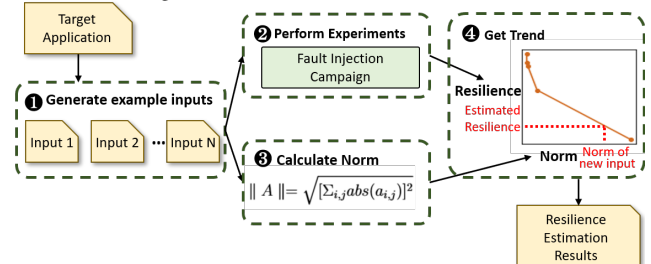 Target
Application
❶ Generate example inputs
Input 1
Input 2
•••
Input N
❷ Perform Experiments
Fault Injection
Campaign
❸ Calculate Norm
‖ A ‖= √[Σi,jabs(ai,j)]²
❹ Get Trend
Resilience
Estimated
Resilience
Norm
Norm of
new input
Resilience
Estimation
Results